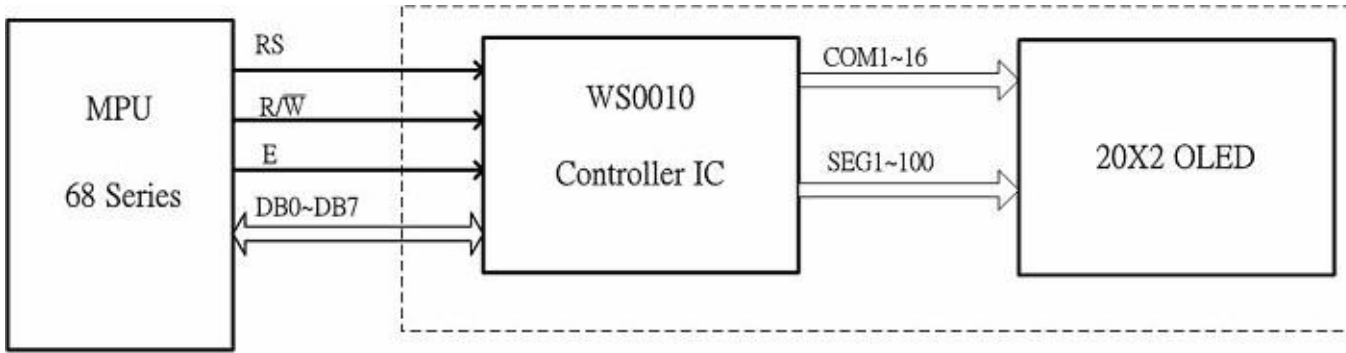 MPU
68 Series
RS
R/W̅
E
DB0~DB7
WS0010
Controller IC
COM1~16
SEG1~100
20X2 OLED